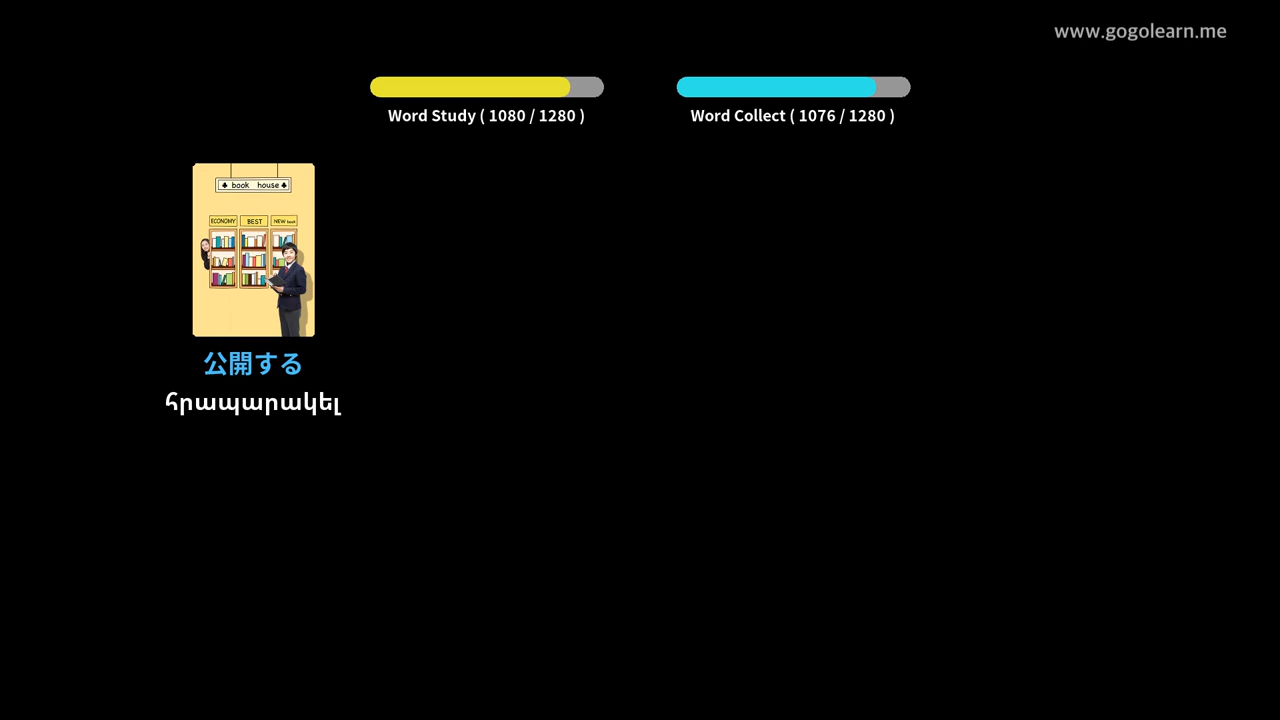 www.gogolearn.me
Word Study ( 1080 / 1280 )
Word Collect ( 1076 / 1280 )
♠ book house ♠
ECONOMY
BEST
NEW book
公開する
հրապարակել